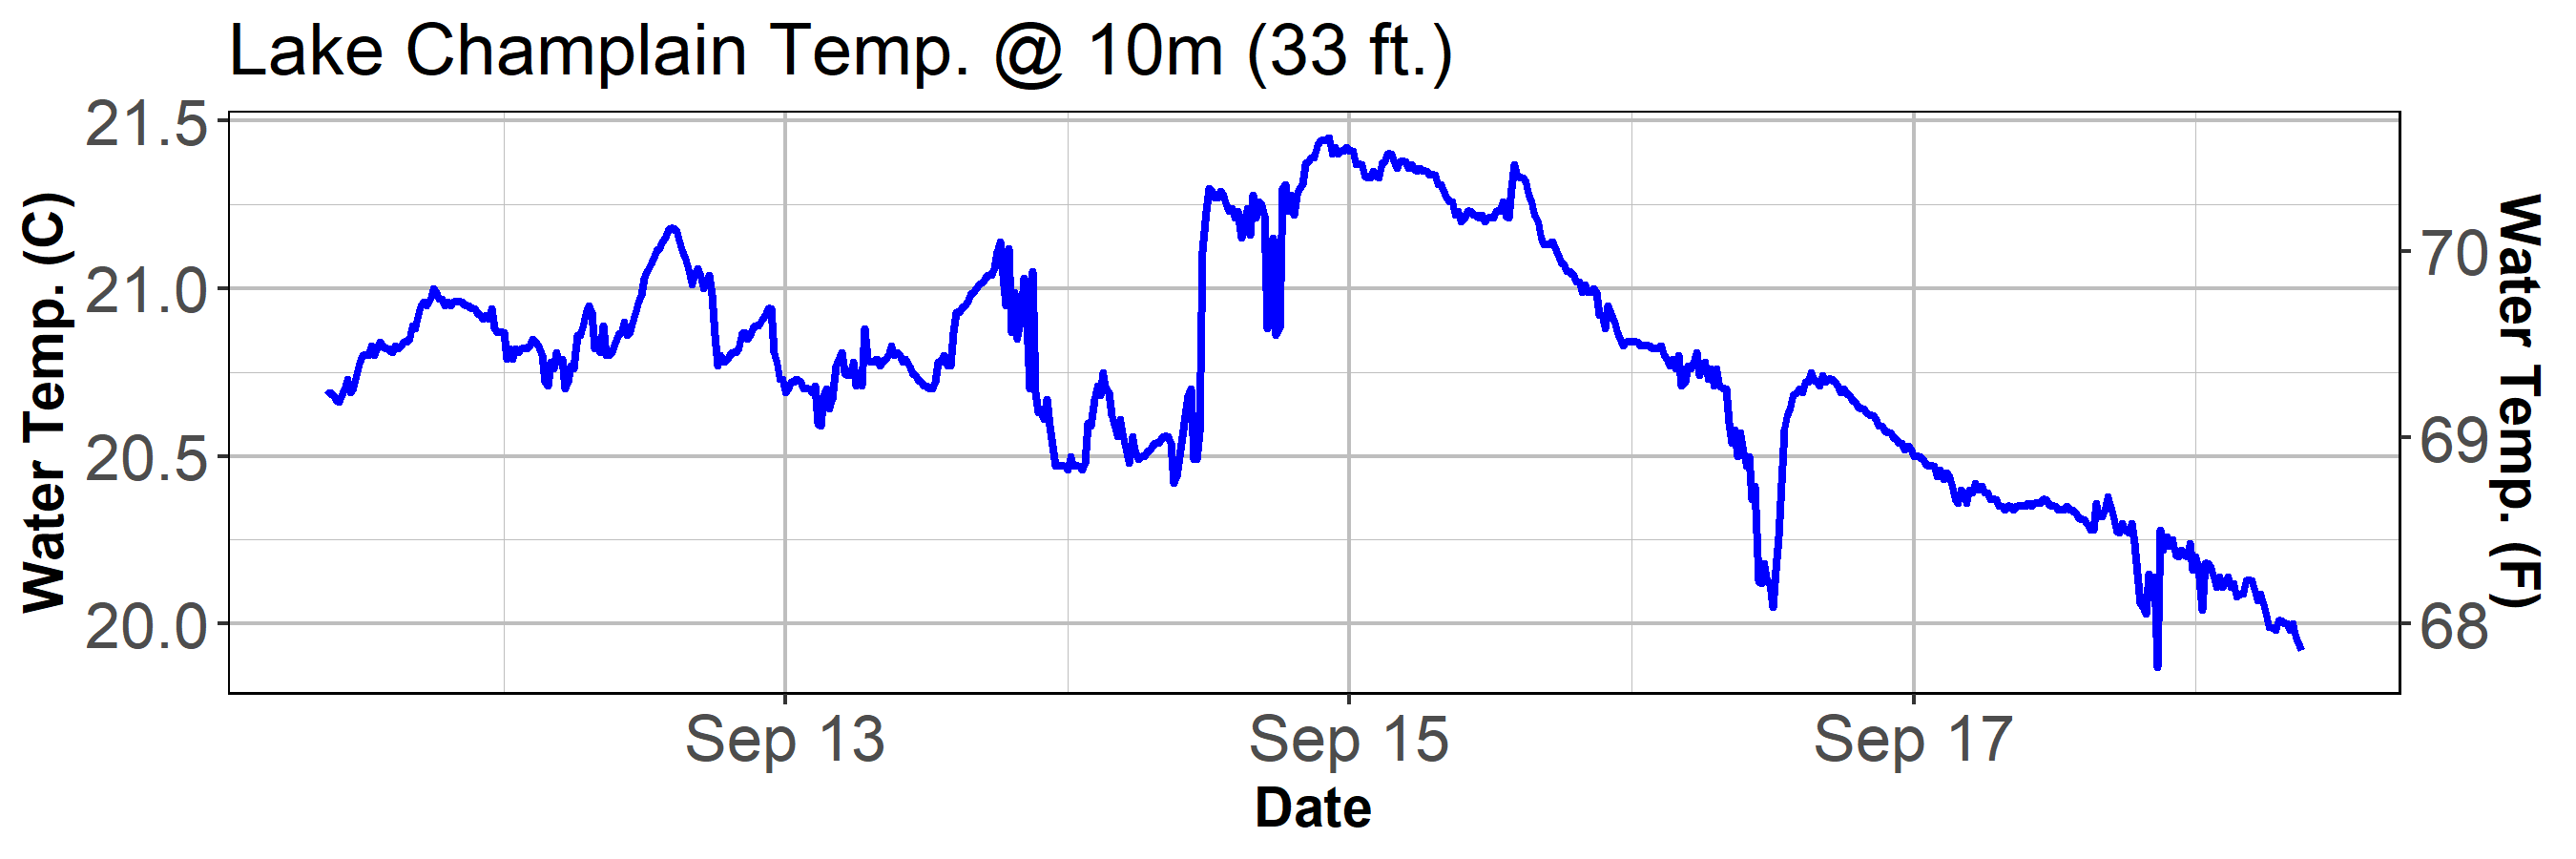 Lake Champlain Temp. @ 10m (33 ft.)
Water Temp. (C)
21.5
21.0
20.5
20.0
70
69
68
Water Temp. (F)
Sep 13
Sep 15
Sep 17
Date